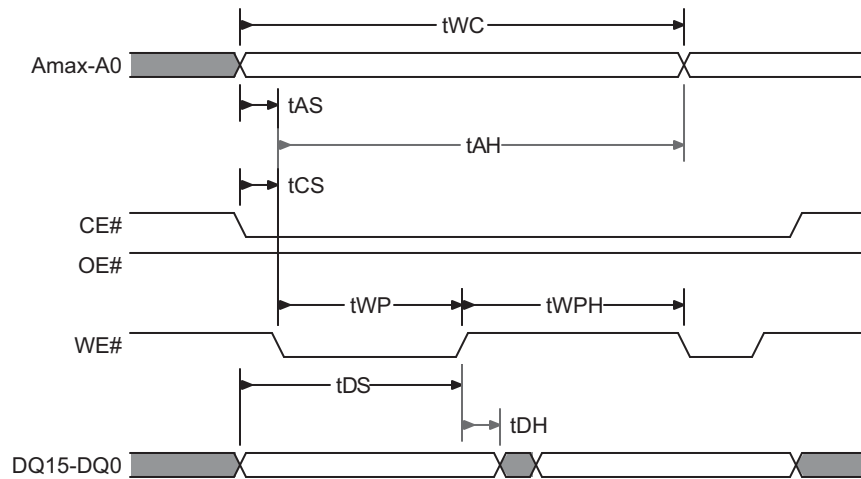 tWC
Amax-A0
tAS
tAH
tCS
CE#
OE#
tWP
tWPH
WE#
tDS
tDH
DQ15-DQ0